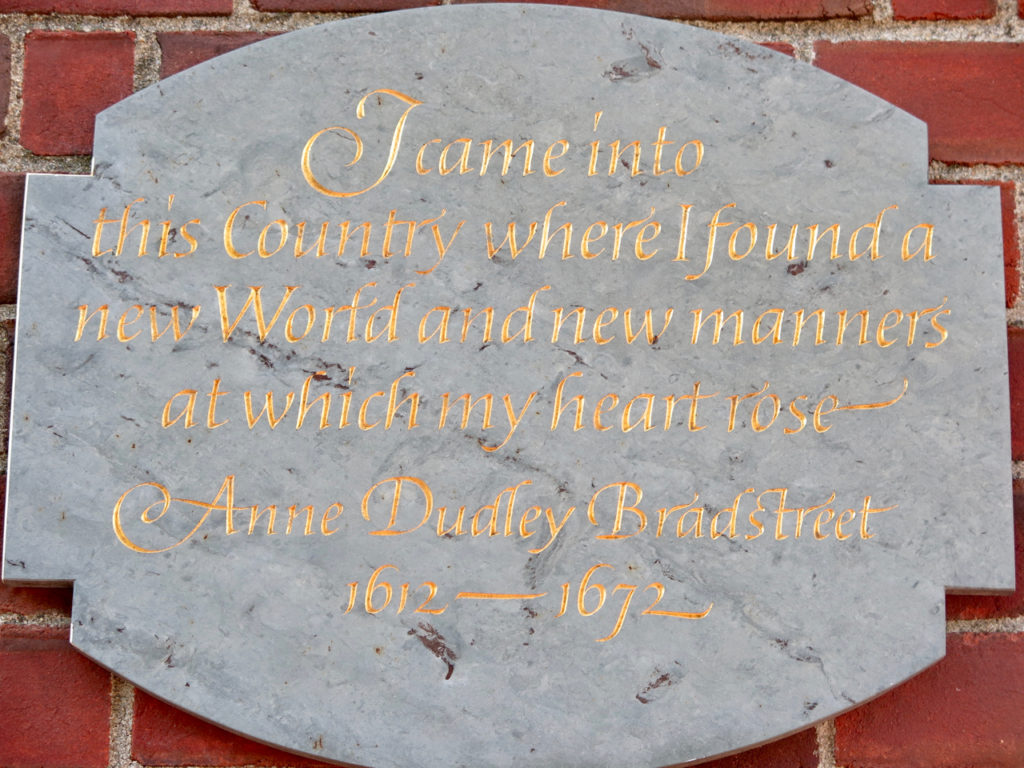 I came into
this Country where I found a
new World and new manners
at which my heart rose
Anne Dudley Bradstreet
1612 — 1672